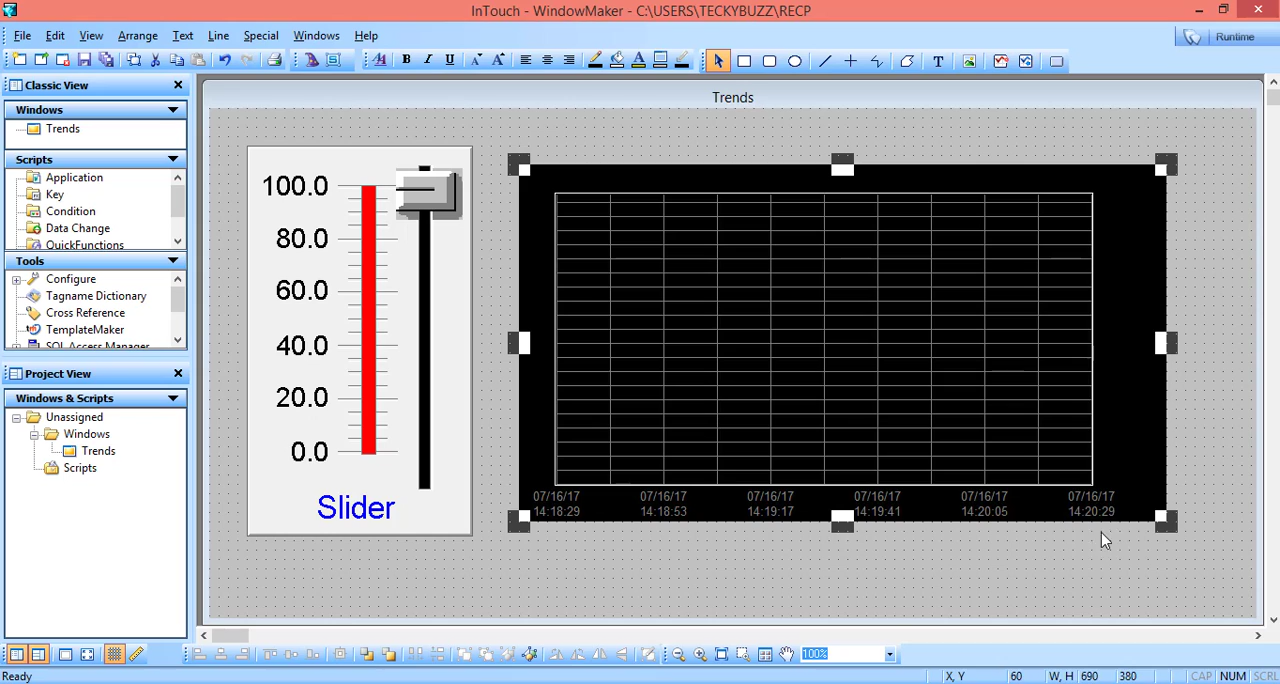 InTouch - WindowMaker - C:\USERS\TECKYBUZZ\RECP
File Edit View Arrange Text Line Special Windows Help
Runtime
B I U
T
Classic View
Windows
Trends
Scripts
Application
Key
Condition
Data Change
QuickFunctions
Tools
Configure
Tagname Dictionary
Cross Reference
TemplateMaker
SQL Access Manager
Project View
Windows & Scripts
Unassigned
Windows
Trends
Scripts
Trends
100.0
80.0
60.0
40.0
20.0
0.0
Slider
07/16/17 07/16/17 07/16/17 07/16/17 07/16/17 07/16/17
14:18:29 14:18:53 14:19:17 14:19:41 14:20:05 14:20:29
100%
Ready
X, Y 60 W, H 690 380 CAP NUM SCRL